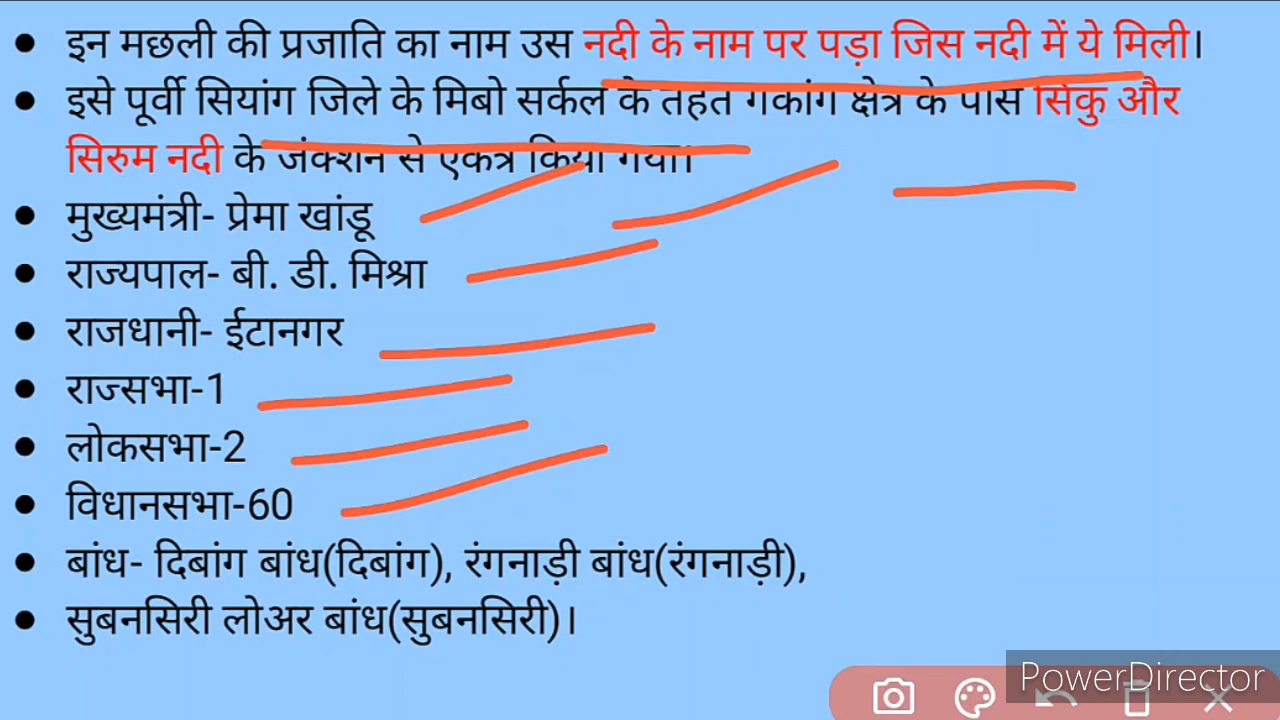 ● इन मछली की प्रजाति का नाम उस नदी के नाम पर पड़ा जिस नदी में ये मिली।
● इसे पूर्वी सियांग जिले के मिबो सर्कल के तहत गकांग क्षेत्र के पास सिकु और
सिरुम नदी के जंक्शन से एकत्र किया गया।
● मुख्यमंत्री- प्रेमा खांडू
● राज्यपाल- बी. डी. मिश्रा
● राजधानी- ईटानगर
● राज्सभा-1
● लोकसभा-2
● विधानसभा-60
● बांध- दिबांग बांध(दिबांग), रंगनाड़ी बांध(रंगनाड़ी),
● सुबनसिरी लोअर बांध(सुबनसिरी)।
PowerDirector